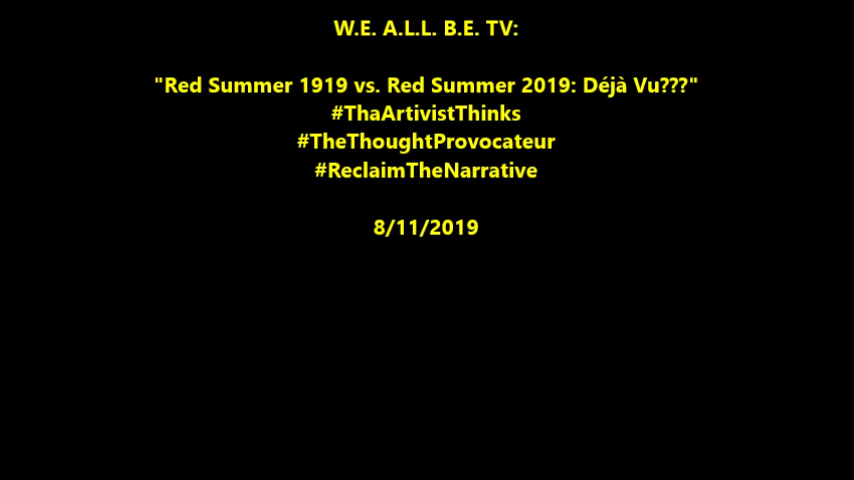 W.E. A.L.L. B.E. TV:
"Red Summer 1919 vs. Red Summer 2019: Déjà Vu???"
#ThaArtivistThinks
#TheThoughtProvocateur
#ReclaimTheNarrative
8/11/2019